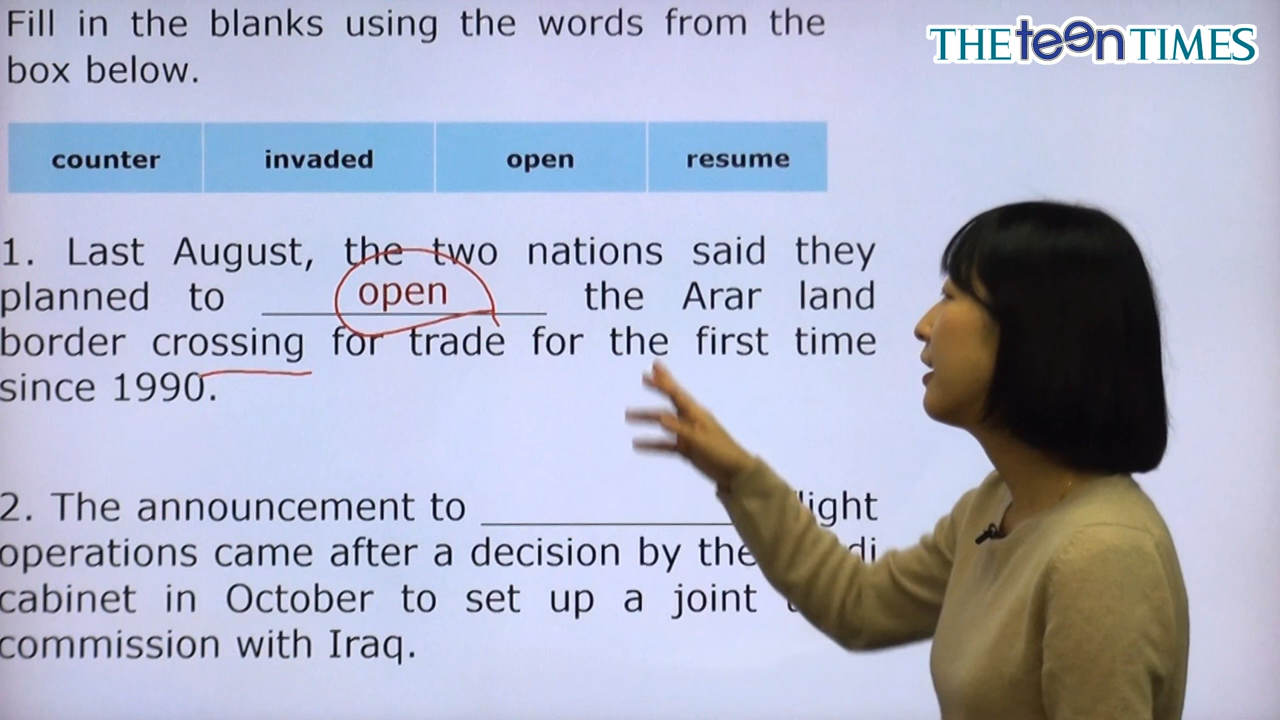 Fill in the blanks using the words from the
THE teen TIMES
box below.
counter invaded open resume
1. Last August, the two nations said they
planned to open the Arar land
border crossing for trade for the first time
since 1990.
2. The announcement to
operations came after a decision by the
cabinet in October to set up a joint
commission with Iraq.